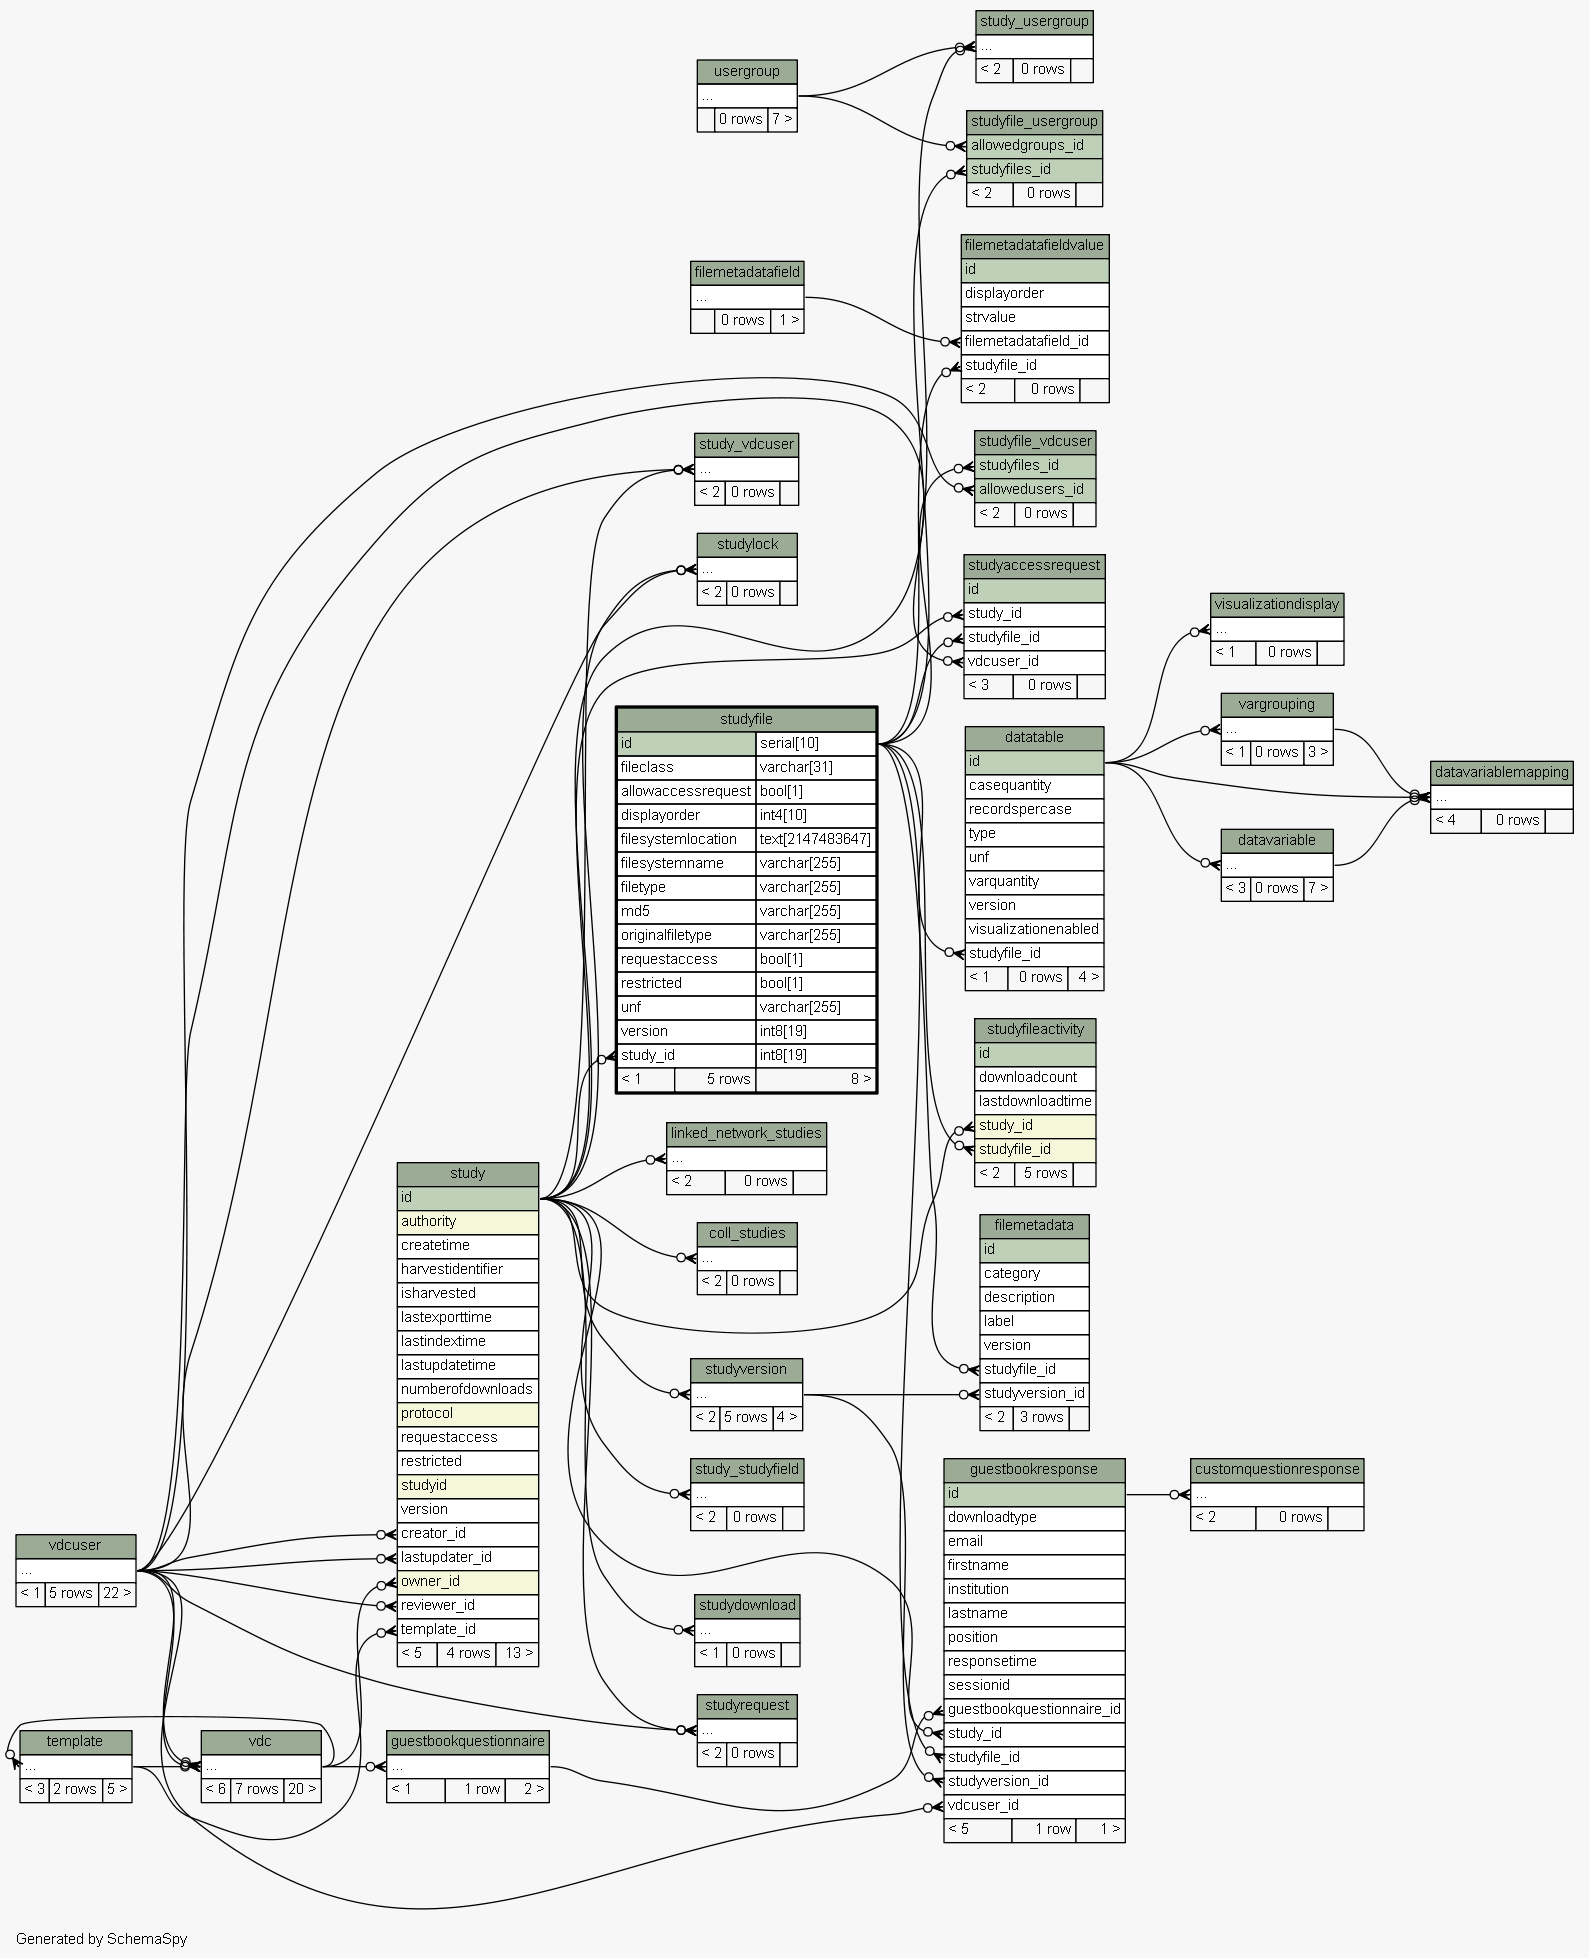 study_usergroup
...
< 2 0 rows
usergroup
...
0 rows 7 >
studyfile_usergroup
allowedgroups_id
studyfiles_id
< 2 0 rows
filemetadatafieldvalue
id
displayorder
strvalue
filemetadatafield_id
studyfile_id
< 2 0 rows
filemetadatafield
...
0 rows 1 >
study_vdcuser
...
< 2 0 rows
studyfile_vdcuser
studyfiles_id
allowedusers_id
< 2 0 rows
studylock
...
< 2 0 rows
studyaccessrequest
id
study_id
studyfile_id
vdcuser_id
< 3 0 rows
visualizationdisplay
...
< 1 0 rows
vargrouping
...
< 1 0 rows 3 >
datavariablemapping
...
< 4 0 rows
datavariable
...
< 3 0 rows 7 >
studyfile
id serial[10]
fileclass varchar[31]
allowaccessrequest bool[1]
displayorder int4[10]
filesystemlocation text[2147483647]
filesystemname varchar[255]
filetype varchar[255]
md5 varchar[255]
originalfiletype varchar[255]
requestaccess bool[1]
restricted bool[1]
unf varchar[255]
version int8[19]
study_id int8[19]
< 1 5 rows 8 >
datatable
id
casequantity
recordspercase
type
unf
varquantity
version
visualizationenabled
studyfile_id
< 1 0 rows 4 >
studyfileactivity
id
downloadcount
lastdownloadtime
study_id
studyfile_id
< 2 5 rows
linked_network_studies
...
< 2 0 rows
study
id
authority
createtime
harvestidentifier
isharvested
lastexporttime
lastindextime
lastupdatetime
numberofdownloads
protocol
requestaccess
restricted
studyid
version
creator_id
lastupdater_id
owner_id
reviewer_id
template_id
< 5 4 rows 13 >
coll_studies
...
< 2 0 rows
filemetadata
id
category
description
label
version
studyfile_id
studyversion_id
< 2 3 rows
studyversion
...
< 2 5 rows 4 >
study_studyfield
...
< 2 0 rows
guestbookresponse
id
downloadtype
email
firstname
institution
lastname
position
responsetime
sessionid
guestbookquestionnaire_id
study_id
studyfile_id
studyversion_id
vdcuser_id
< 5 1 row 1 >
customquestionresponse
...
< 2 0 rows
vdcuser
...
< 1 5 rows 22 >
studydownload
...
< 1 0 rows
studyrequest
...
< 2 0 rows
template
...
< 3 2 rows 5 >
vdc
...
< 6 7 rows 20 >
guestbookquestionnaire
...
< 1 1 row 2 >
Generated by SchemaSpy